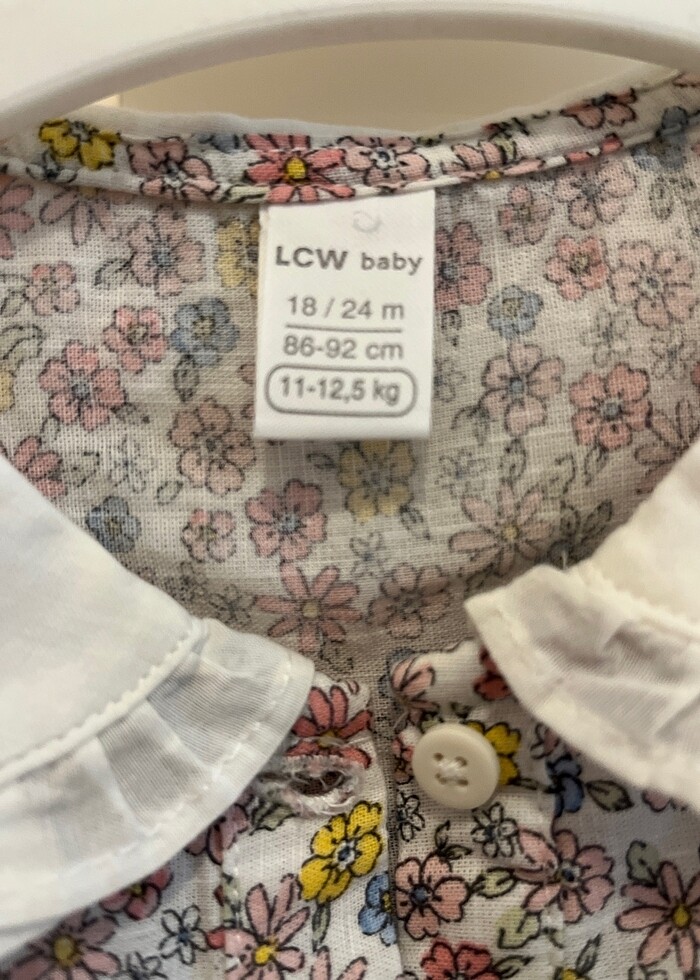 LCW baby
18 / 24 m
86-92 cm
11-12,5 kg